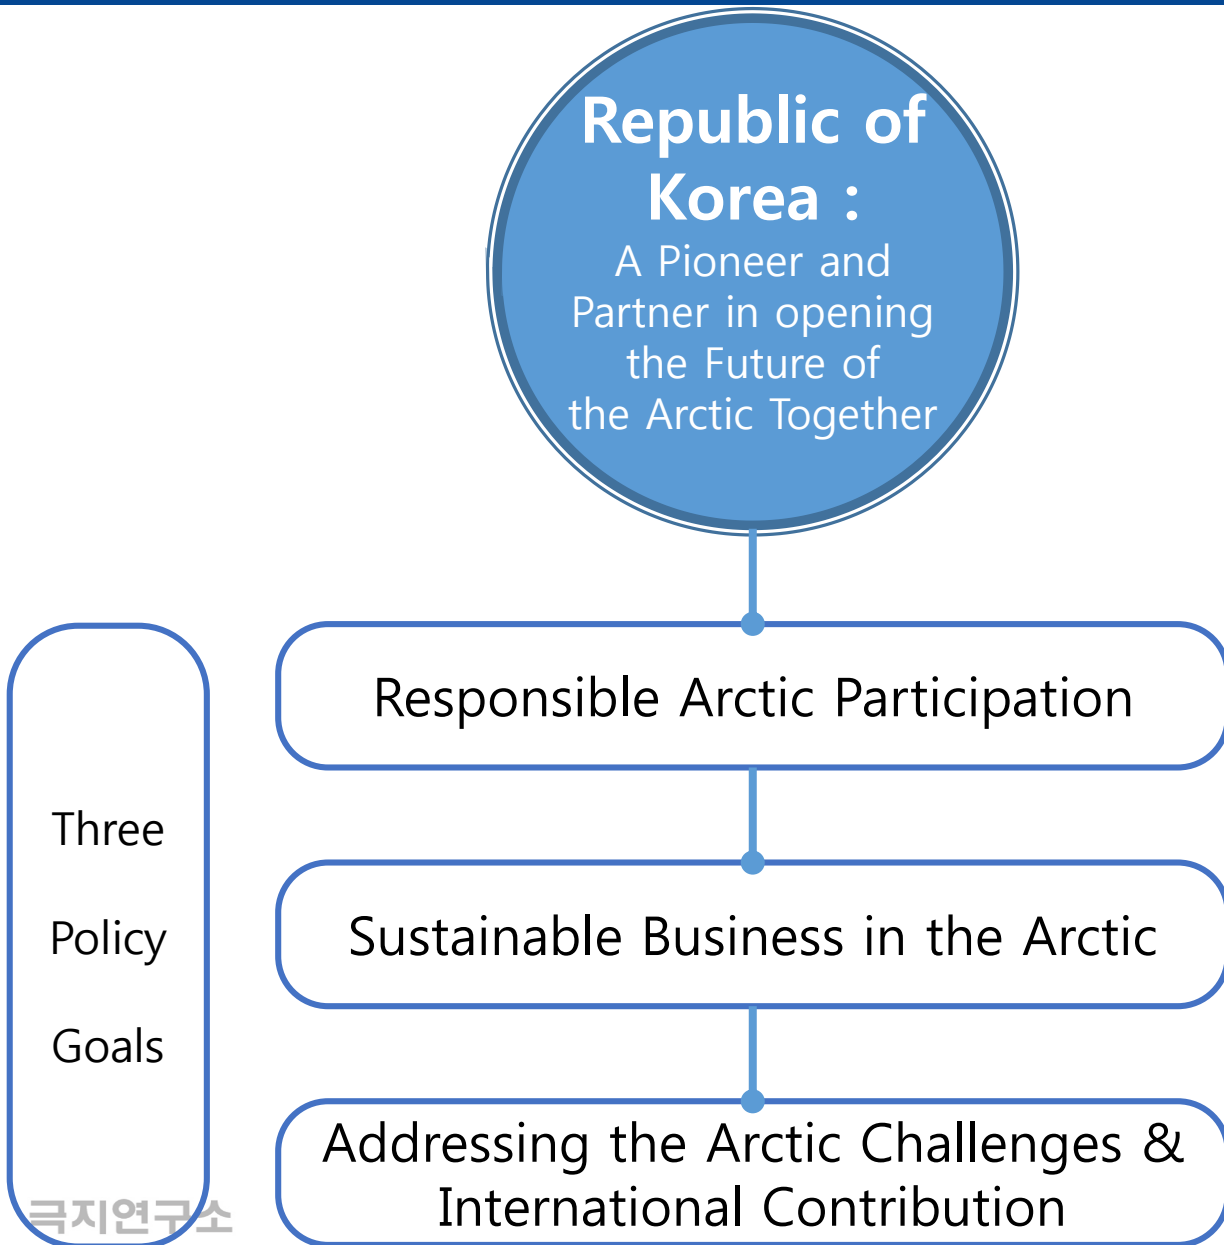 Republic of
Korea :
A Pioneer and
Partner in opening
the Future of
the Arctic Together
Three
Policy
Goals
Responsible Arctic Participation
Sustainable Business in the Arctic
Addressing the Arctic Challenges &
International Contribution
극지연구소